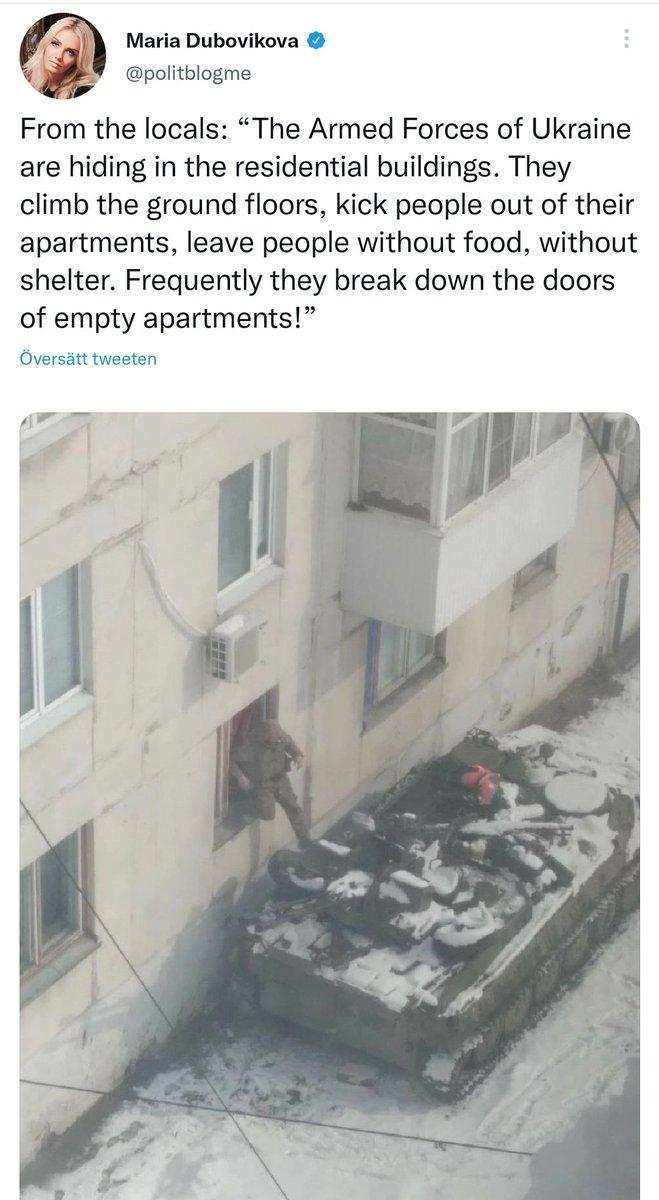 Maria Dubovikova
@politblogme
From the locals: “The Armed Forces of Ukraine
are hiding in the residential buildings. They
climb the ground floors, kick people out of their
apartments, leave people without food, without
shelter. Frequently they break down the doors
of empty apartments!”
Översätt tweeten